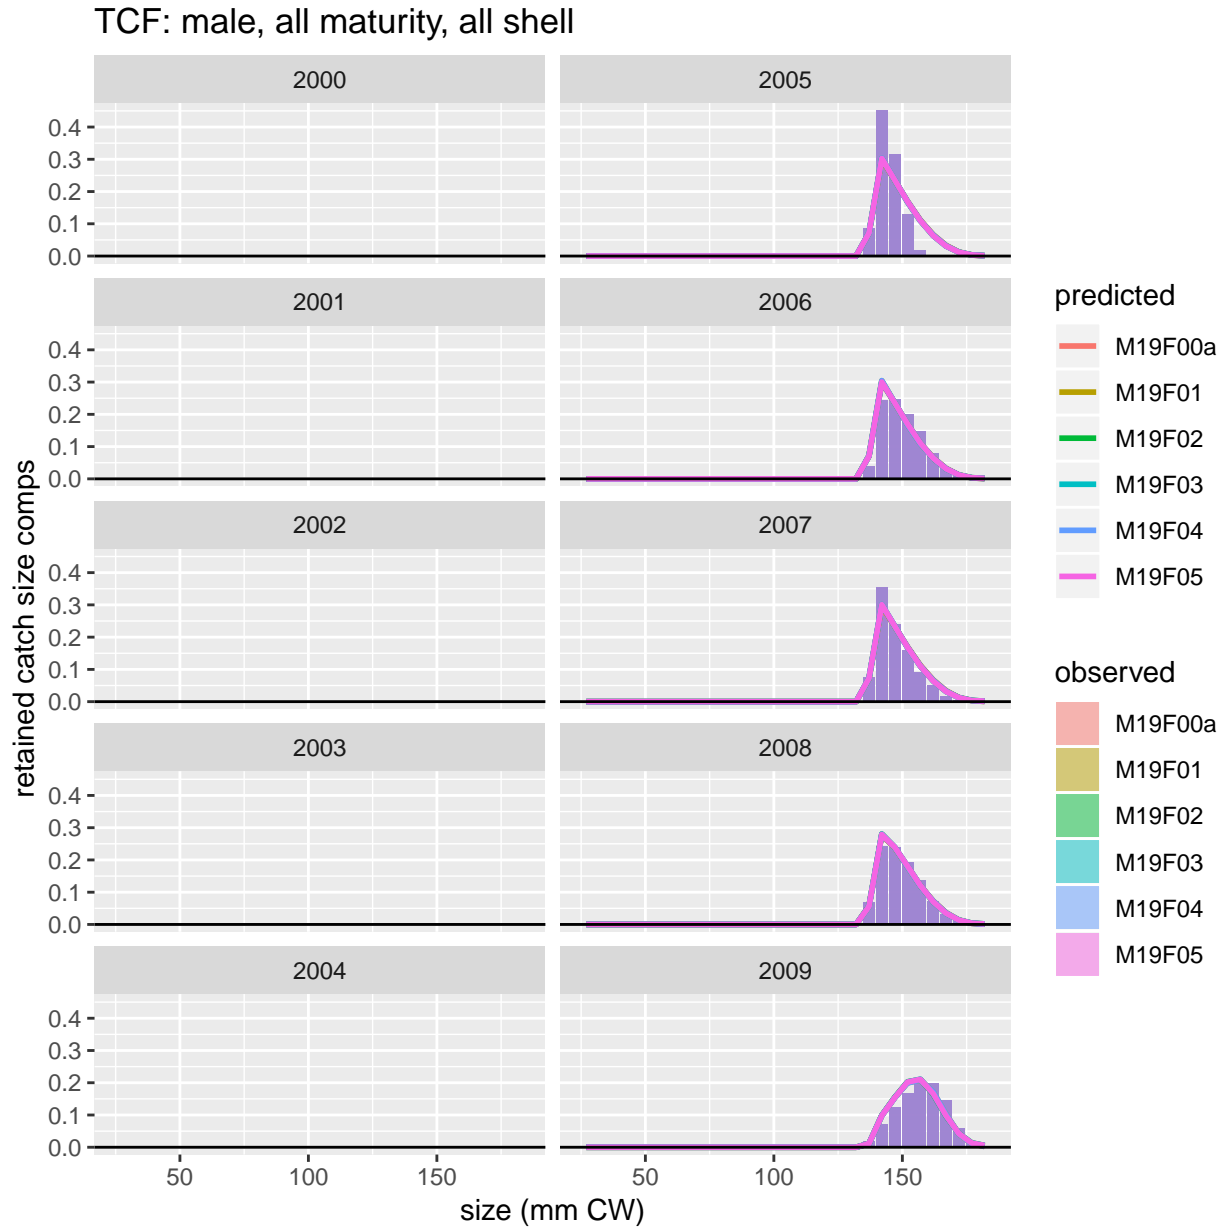 TCF: male, all maturity, all shell
2000
2005
0.4
0.3
0.2
0.1
0.0
2001
2006
0.4
0.3
0.2
0.1
0.0
2002
2007
0.4
0.3
0.2
0.1
0.0
2003
2008
0.4
0.3
0.2
0.1
0.0
2004
2009
0.4
0.3
0.2
0.1
0.0
50
100
150
50
100
150
size (mm CW)
retained catch size comps
predicted
M19F00a
M19F01
M19F02
M19F03
M19F04
M19F05
observed
M19F00a
M19F01
M19F02
M19F03
M19F04
M19F05